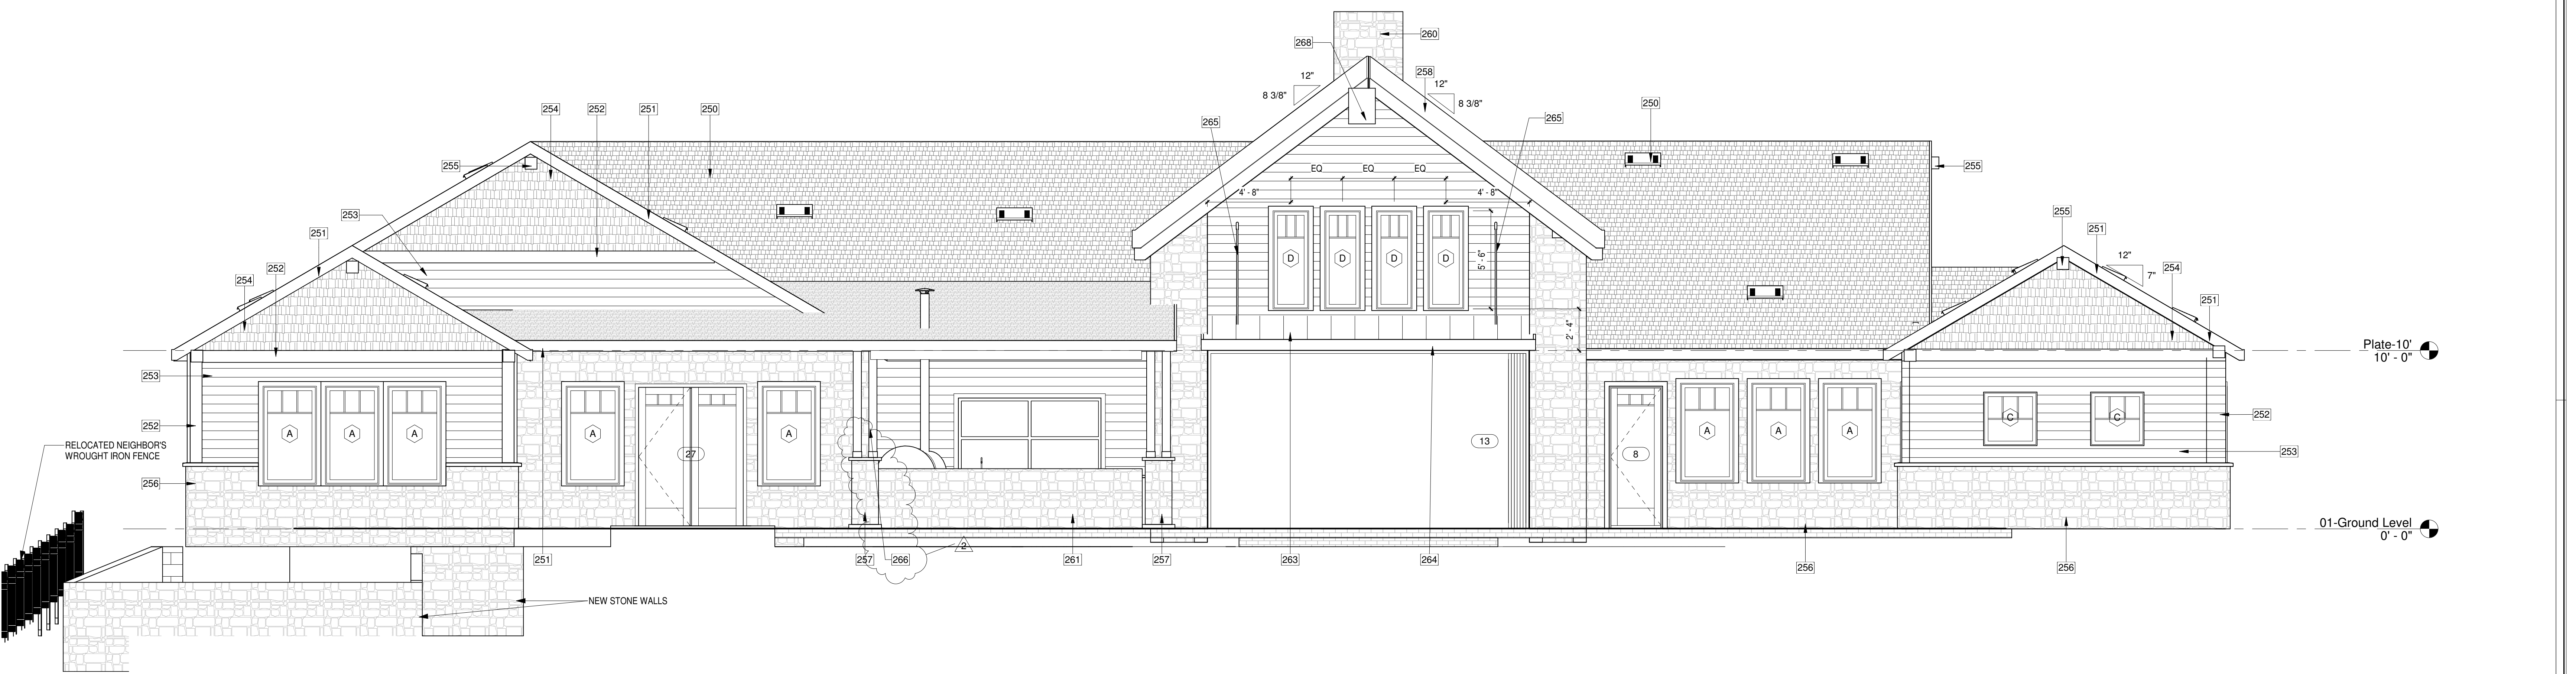 260
268
258
12"
12"
8 3/8"
8 3/8"
254
252
251
250
265
265
250
255
255
EQ
EQ
EQ
4' - 8"
4' - 8"
253
251
252
254
255
251
12"
7"
254
251
D
D
D
D
5' - 6"
2' - 4"
Plate-10'
10' - 0"
253
252
252
RELOCATED NEIGHBOR'S
WROUGHT IRON FENCE
256
A
A
A
A
27
A
13
8
A
A
A
C
C
253
01-Ground Level
0' - 0"
251
257
266
2
261
257
263
264
256
256
NEW STONE WALLS